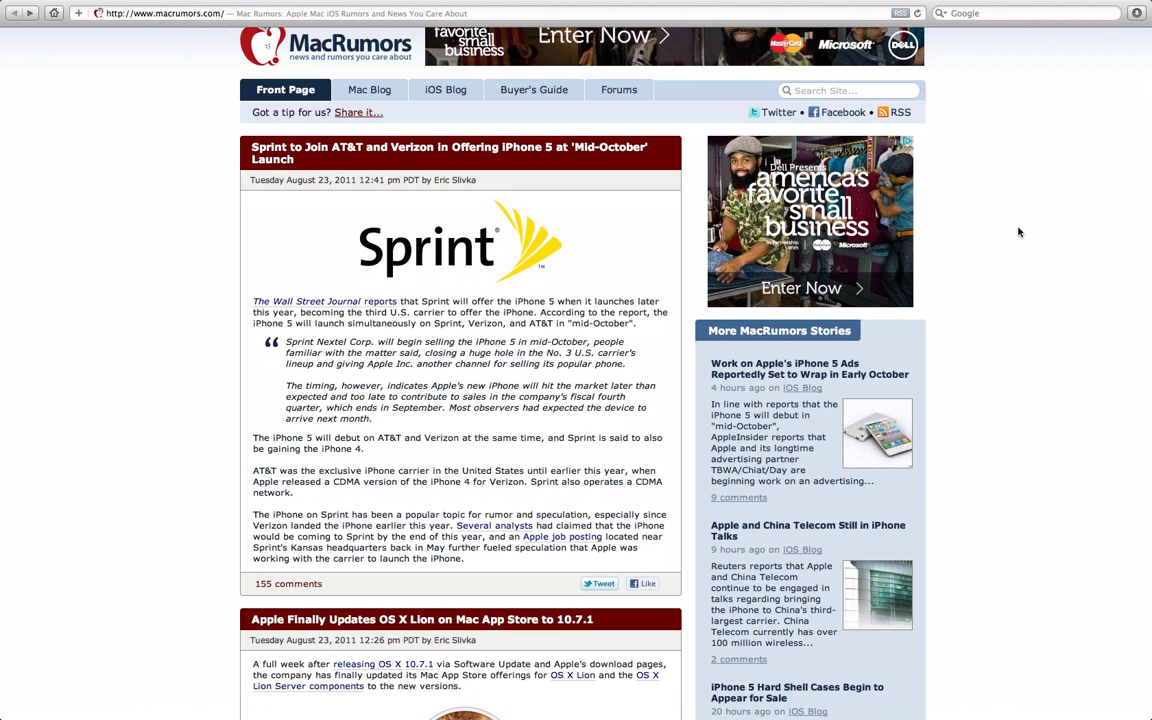 http://www.macrumors.com/ — Mac Rumors: Apple Mac iOS Rumors and News You Care About
RSS
Google
MacRumors
news and rumors you care about
favorite
small
business
Enter Now
MasterCard
Microsoft
DELL
Front Page
Mac Blog
iOS Blog
Buyer's Guide
Forums
Search Site...
Got a tip for us? Share it...
Twitter • Facebook • RSS
Sprint to Join AT&T and Verizon in Offering iPhone 5 at 'Mid-October'
Launch
Tuesday August 23, 2011 12:41 pm PDT by Eric Slivka
Sprint
The Wall Street Journal reports that Sprint will offer the iPhone 5 when it launches later
this year, becoming the third U.S. carrier to offer the iPhone. According to the report, the
iPhone 5 will launch simultaneously on Sprint, Verizon, and AT&T in "mid-October".
“ Sprint Nextel Corp. will begin selling the iPhone 5 in mid-October, people
familiar with the matter said, closing a huge hole in the No. 3 U.S. carrier's
lineup and giving Apple Inc. another channel for selling its popular phone.
The timing, however, indicates Apple's new iPhone will hit the market later than
expected and too late to contribute to sales in the company's fiscal fourth
quarter, which ends in September. Most observers had expected the device to
arrive next month.
The iPhone 5 will debut on AT&T and Verizon at the same time, and Sprint is said to also
be gaining the iPhone 4.
AT&T was the exclusive iPhone carrier in the United States until earlier this year, when
Apple released a CDMA version of the iPhone 4 for Verizon. Sprint also operates a CDMA
network.
The iPhone on Sprint has been a popular topic for rumor and speculation, especially since
Verizon landed the iPhone earlier this year. Several analysts had claimed that the iPhone
would be coming to Sprint by the end of this year, and an Apple job posting located near
Sprint's Kansas headquarters back in May further fueled speculation that Apple was
working with the carrier to launch the iPhone.
155 comments
Tweet
Like
Apple Finally Updates OS X Lion on Mac App Store to 10.7.1
Tuesday August 23, 2011 12:26 pm PDT by Eric Slivka
A full week after releasing OS X 10.7.1 via Software Update and Apple's download pages,
the company has finally updated its Mac App Store offerings for OS X Lion and the OS X
Lion Server components to the new versions.
Dell Presents
america's
favorite
small
business
Microsoft
Enter Now
More MacRumors Stories
Work on Apple's iPhone 5 Ads
Reportedly Set to Wrap in Early October
4 hours ago on iOS Blog
In line with reports that the
iPhone 5 will debut in
"mid-October",
AppleInsider reports that
Apple and its longtime
advertising partner
TBWA/Chiat/Day are
beginning work on an advertising...
9 comments
Apple and China Telecom Still in iPhone
Talks
9 hours ago on iOS Blog
Reuters reports that Apple
and China Telecom
continue to be engaged in
talks regarding bringing
the iPhone to China's third-
largest carrier. China
Telecom currently has over
100 million wireless...
2 comments
iPhone 5 Hard Shell Cases Begin to
Appear for Sale
20 hours ago on iOS Blog